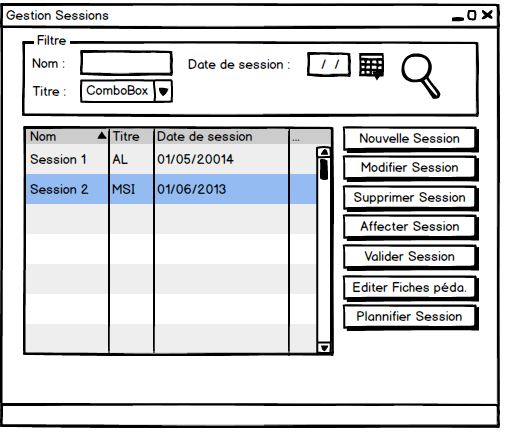 Gestion Sessions
Filtre
Nom :
Date de session :
/ /
Titre :
ComboBox
Nom Titre Date de session ...
Session 1 AL 01/05/20014
Session 2 MSI 01/06/2013
Nouvelle Session
Modifier Session
Supprimer Session
Affecter Session
Valider Session
Editer Fiches péda.
Plannifier Session